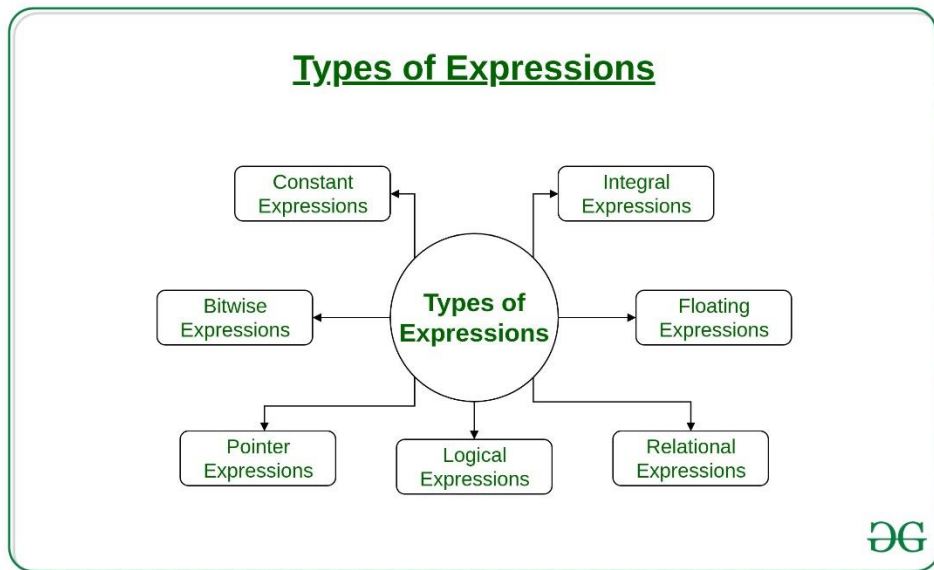 Types of Expressions
Constant
Expressions
Integral
Expressions
Types of
Expressions
Bitwise
Expressions
Floating
Expressions
Pointer
Expressions
Logical
Expressions
Relational
Expressions